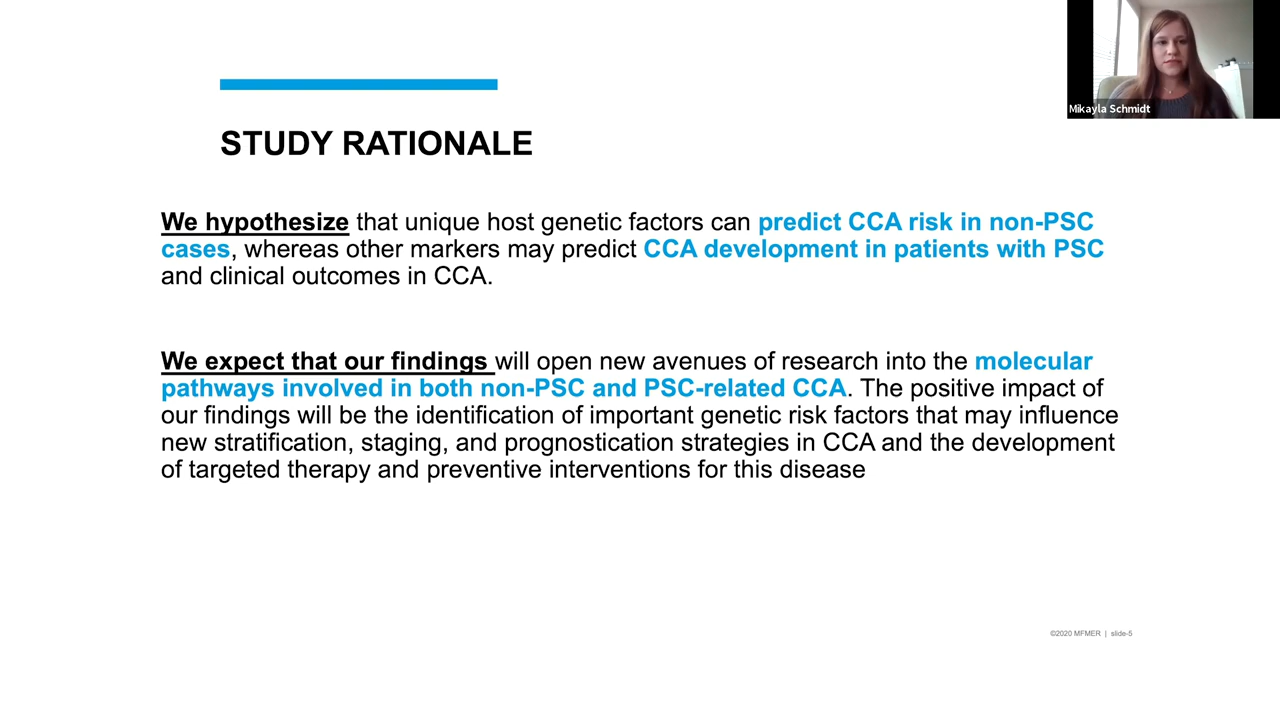 Mikayla Schmidt
STUDY RATIONALE
We hypothesize that unique host genetic factors can predict CCA risk in non-PSC
cases, whereas other markers may predict CCA development in patients with PSC
and clinical outcomes in CCA.
We expect that our findings will open new avenues of research into the molecular
pathways involved in both non-PSC and PSC-related CCA. The positive impact of
our findings will be the identification of important genetic risk factors that may influence
new stratification, staging, and prognostication strategies in CCA and the development
of targeted therapy and preventive interventions for this disease
©2020 MFMER | slide-5